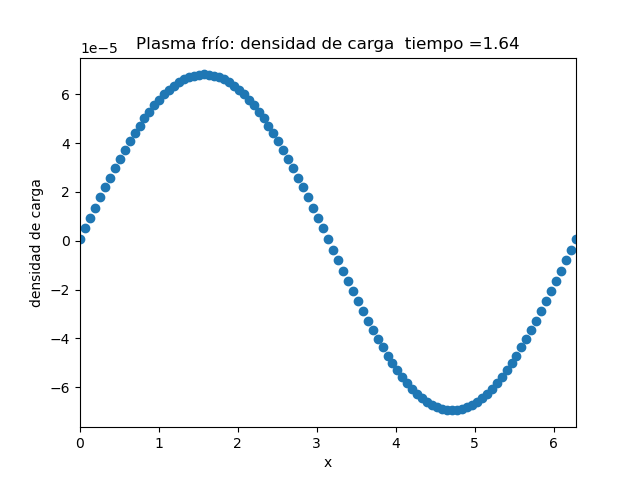 Plasma frío: densidad de carga  tiempo =1.64
1e−5
6
4
2
0
−2
−4
−6
densidad de carga
0 1 2 3 4 5 6
x